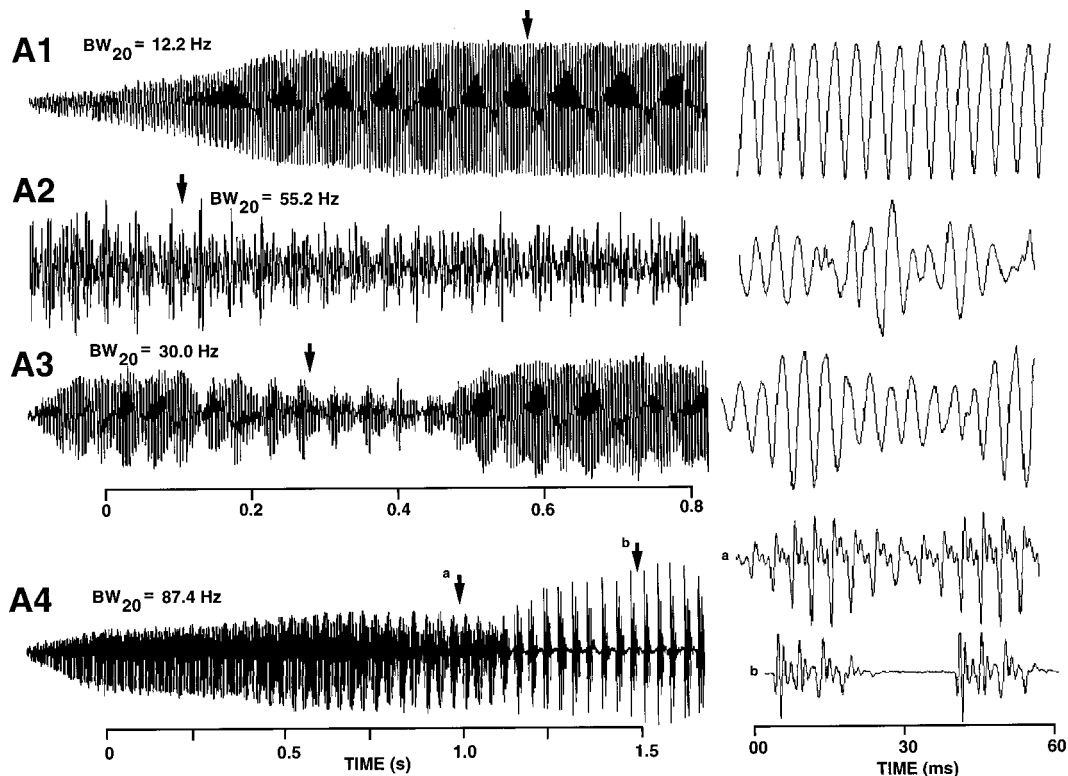 A1 BW20 = 12.2 Hz
A2 BW20 = 55.2 Hz
A3 BW20 = 30.0 Hz
0 0.2 0.4 0.6 0.8
a
b
a
A4 BW20 = 87.4 Hz
b
0 0.5 1.0 1.5
TIME (s)
00 30 60
TIME (ms)